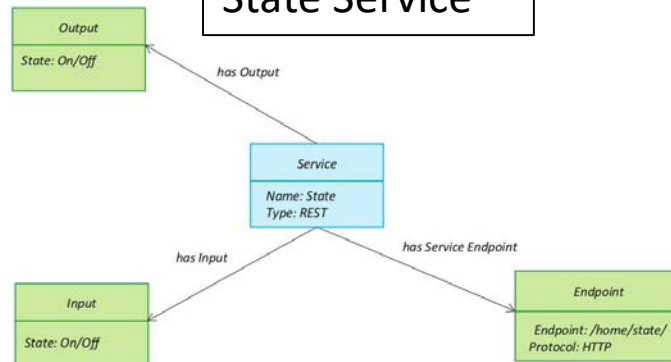 State Service
Output
State: On/Off
has Output
Service
Name: State
Type: REST
has Input
has Service Endpoint
Input
State: On/Off
Endpoint
Endpoint: /home/state/
Protocol: HTTP